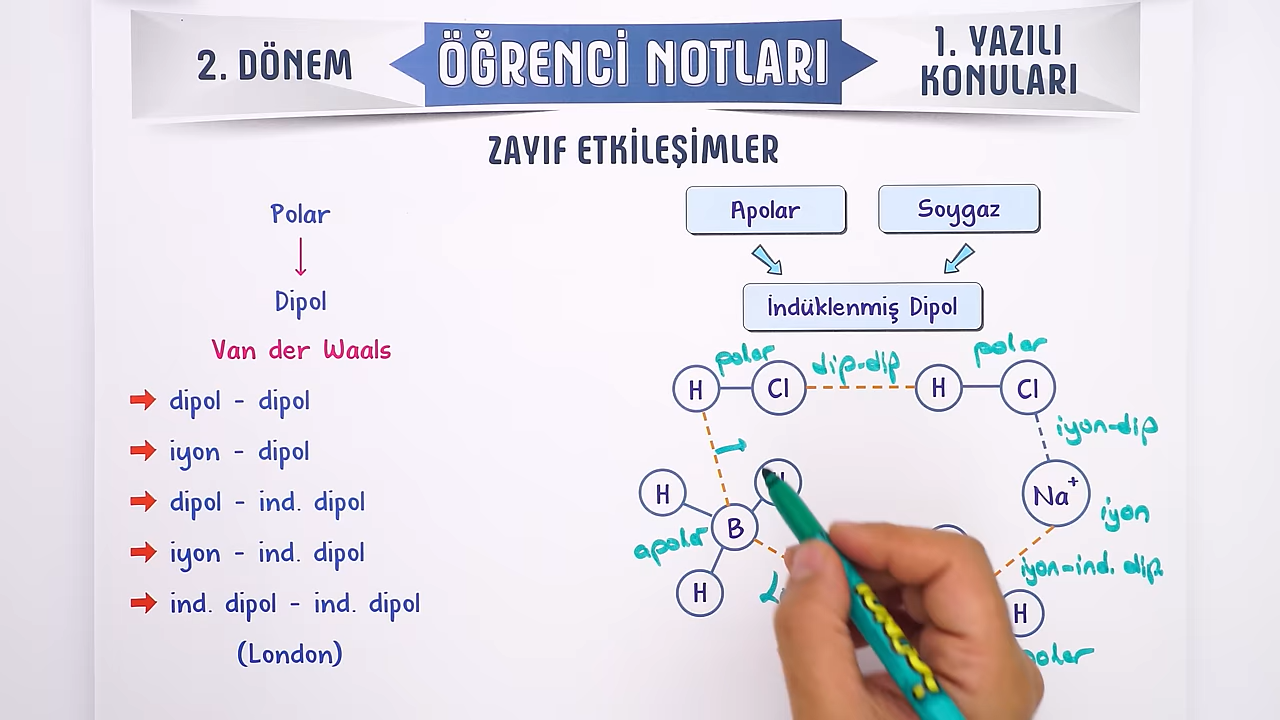 2. DÖNEM
ÖĞRENCİ NOTLARI
1. YAZILI
KONULARI
ZAYIF ETKİLEŞİMLER
Polar
Dipol
Van der Waals
dipol - dipol
iyon - dipol
dipol - ind. dipol
iyon - ind. dipol
ind. dipol - ind. dipol
(London)
Apolar
Soygaz
İndüklenmiş Dipol
polar
dip-dip
polar
H
Cl
H
Cl
iyon-dip
H
H
Na+
iyon
B
apolar
iyon-ind. dip.
H
H